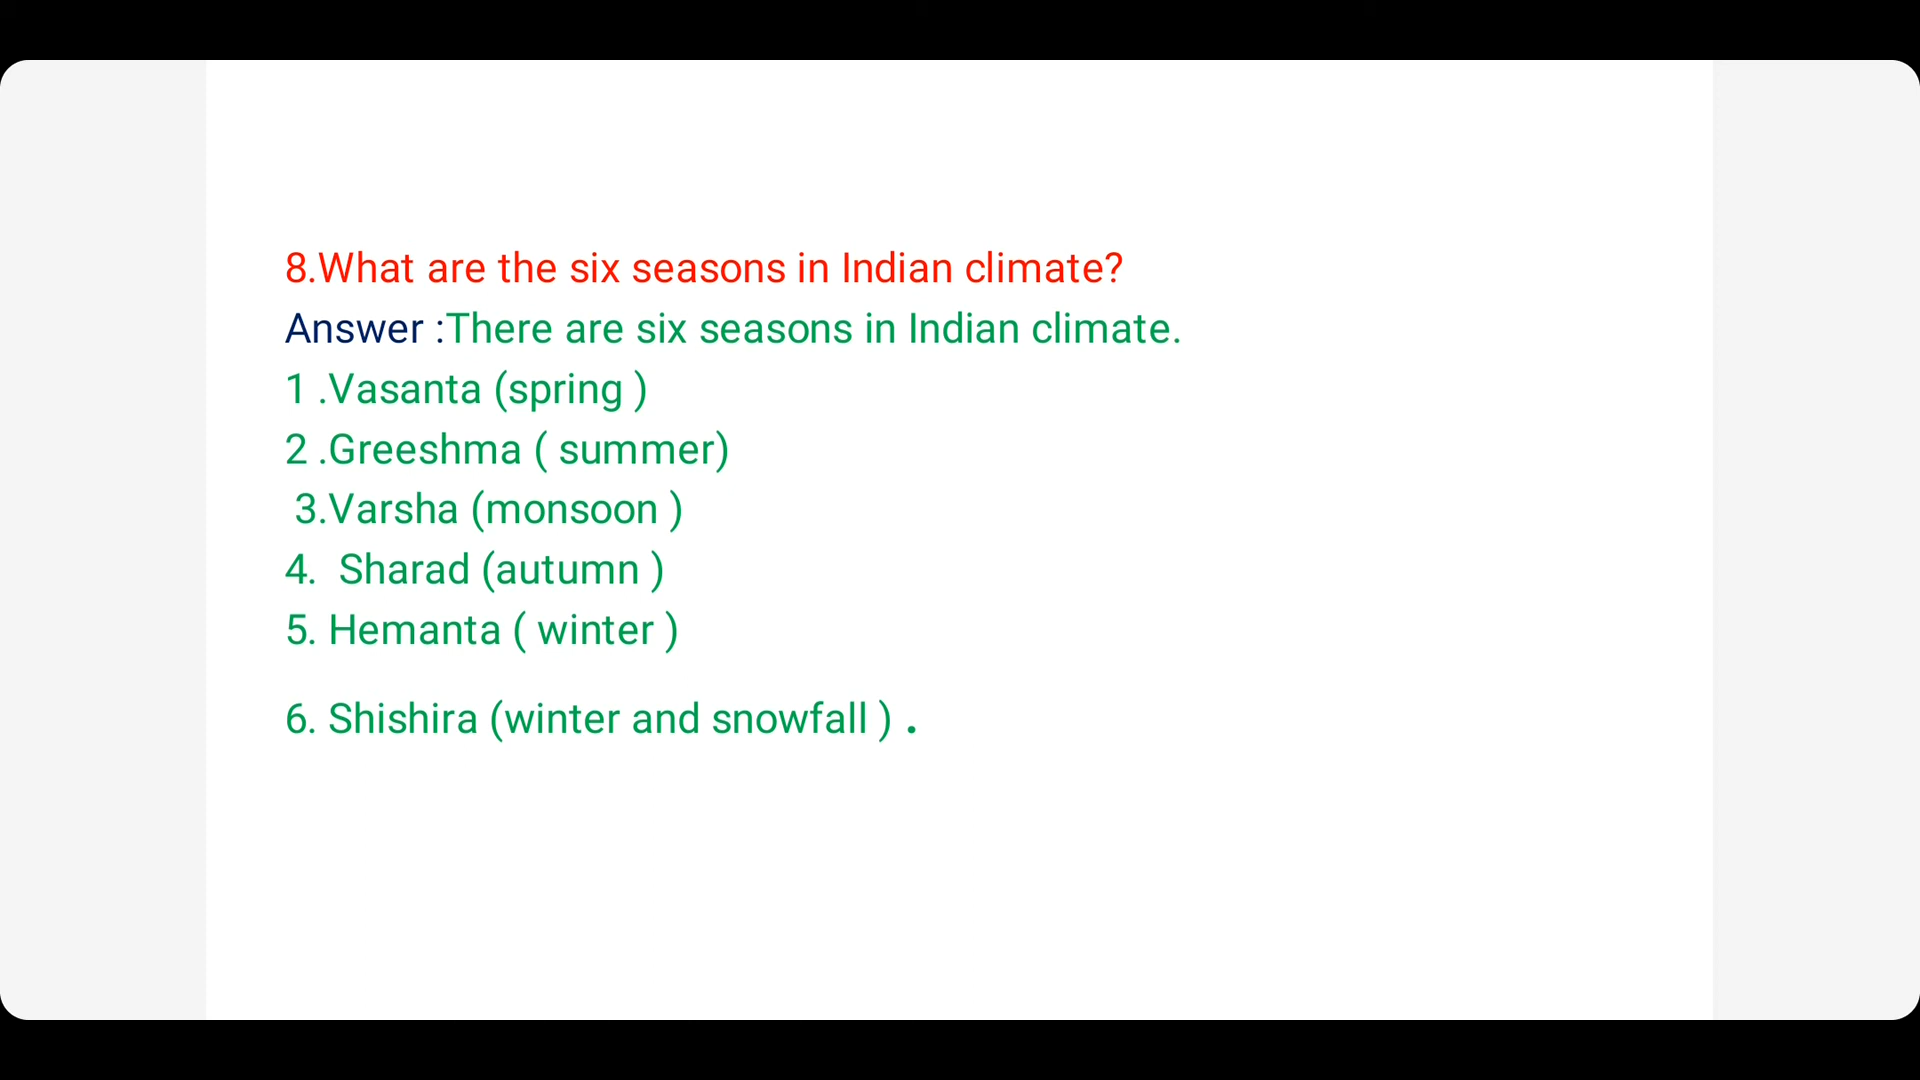 8.What are the six seasons in Indian climate?
Answer :There are six seasons in Indian climate.
1 .Vasanta (spring )
2 .Greeshma ( summer)
3.Varsha (monsoon )
4.  Sharad (autumn )
5. Hemanta ( winter )
6. Shishira (winter and snowfall ) .